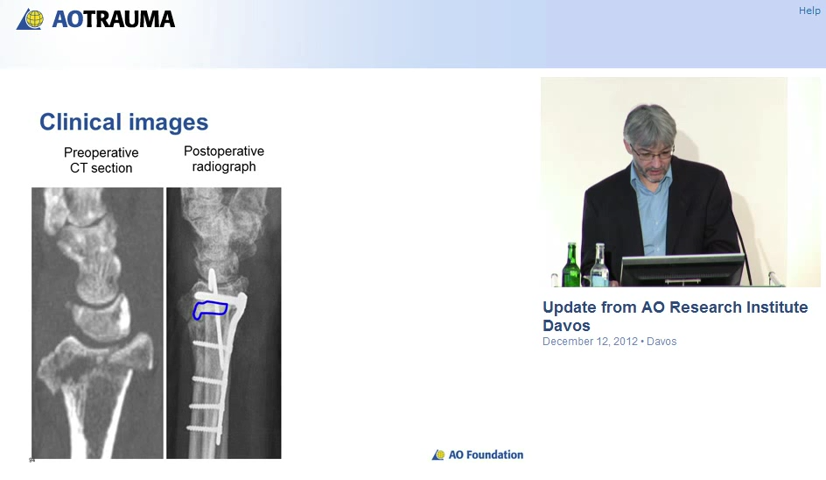 AOTRAUMA
Help
Clinical images
Preoperative
CT section
Postoperative
radiograph
Update from AO Research Institute
Davos
December 12, 2012 • Davos
AO Foundation